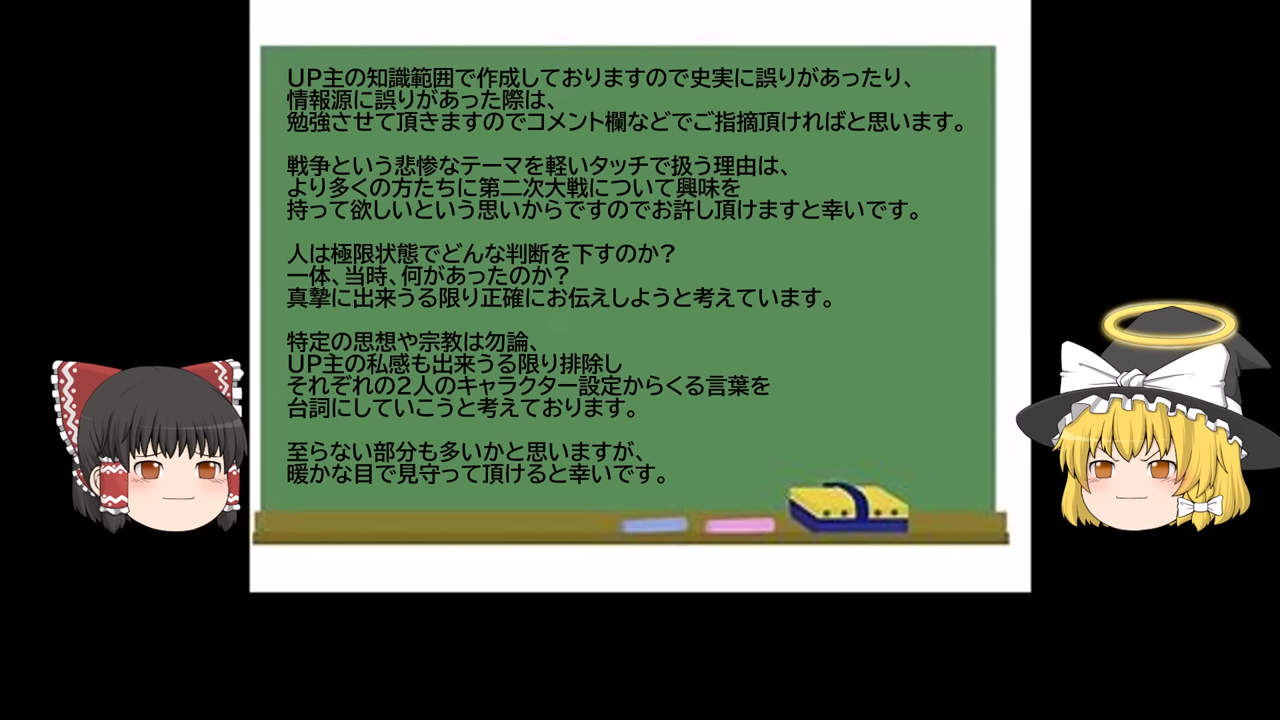 UP主の知識範囲で作成しておりますので史実に誤りがあったり、
情報源に誤りがあった際は、
勉強させて頂きますのでコメント欄などでご指摘頂ければと思います。
戦争という悲惨なテーマを軽いタッチで扱う理由は、
より多くの方たちに第二次大戦について興味を
持って欲しいという思いからですのでお許し頂けますと幸いです。
人は極限状態でどんな判断を下すのか？
一体、当時、何があったのか？
真摯に出来うる限り正確にお伝えしようと考えています。
特定の思想や宗教は勿論、
UP主の私感も出来うる限り排除し
それぞれの2人のキャラクター設定からくる言葉を
台詞にしていこうと考えております。
至らない部分も多いかと思いますが、
暖かな目で見守って頂けると幸いです。